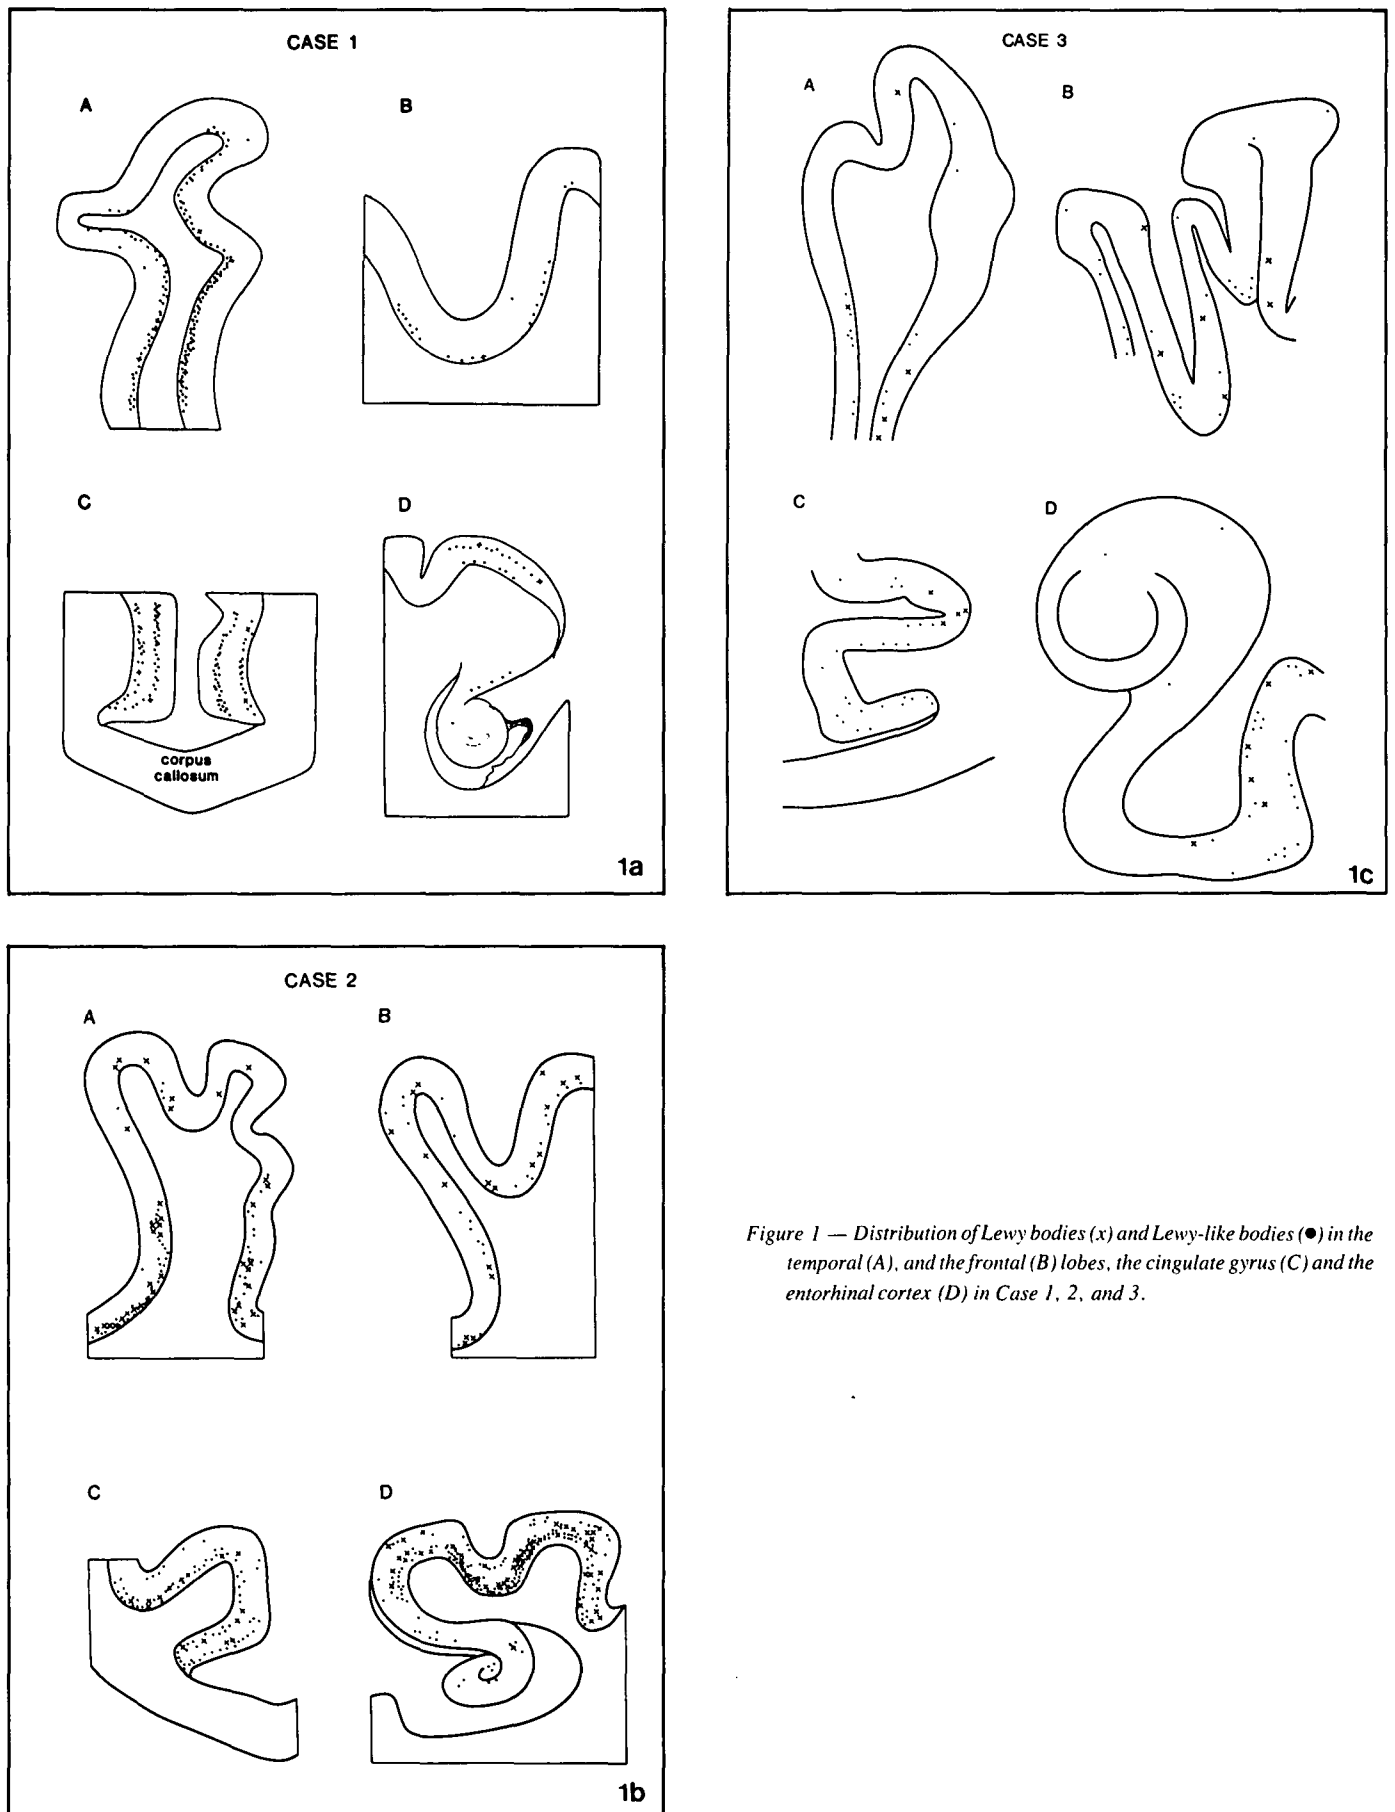 CASE 1
A
B
C
D
corpus
callosum
1a
CASE 3
A
B
C
D
1c
CASE 2
A
B
C
D
1b
Figure 1 — Distribution of Lewy bodies (x) and Lewy-like bodies (●) in the
temporal (A), and the frontal (B) lobes, the cingulate gyrus (C) and the
entorhinal cortex (D) in Case 1, 2, and 3.